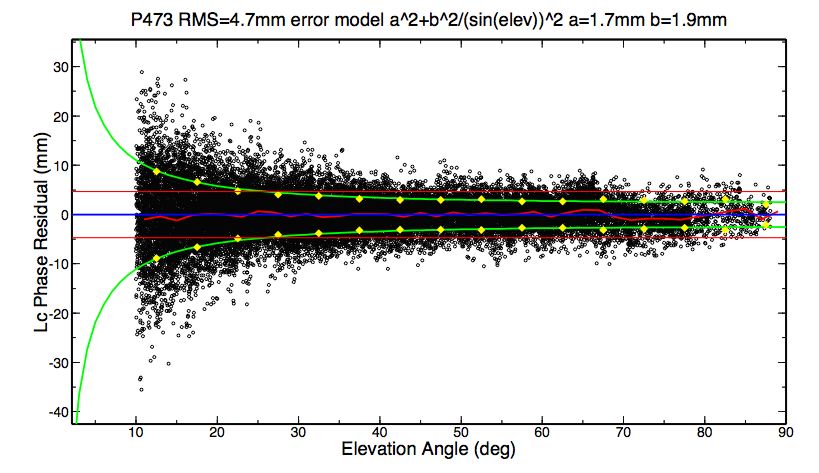 P473 RMS=4.7mm error model a^2+b^2/(sin(elev))^2 a=1.7mm b=1.9mm
Lc Phase Residual (mm)
30
20
10
0
-10
-20
-30
-40
10 20 30 40 50 60 70 80 90
Elevation Angle (deg)